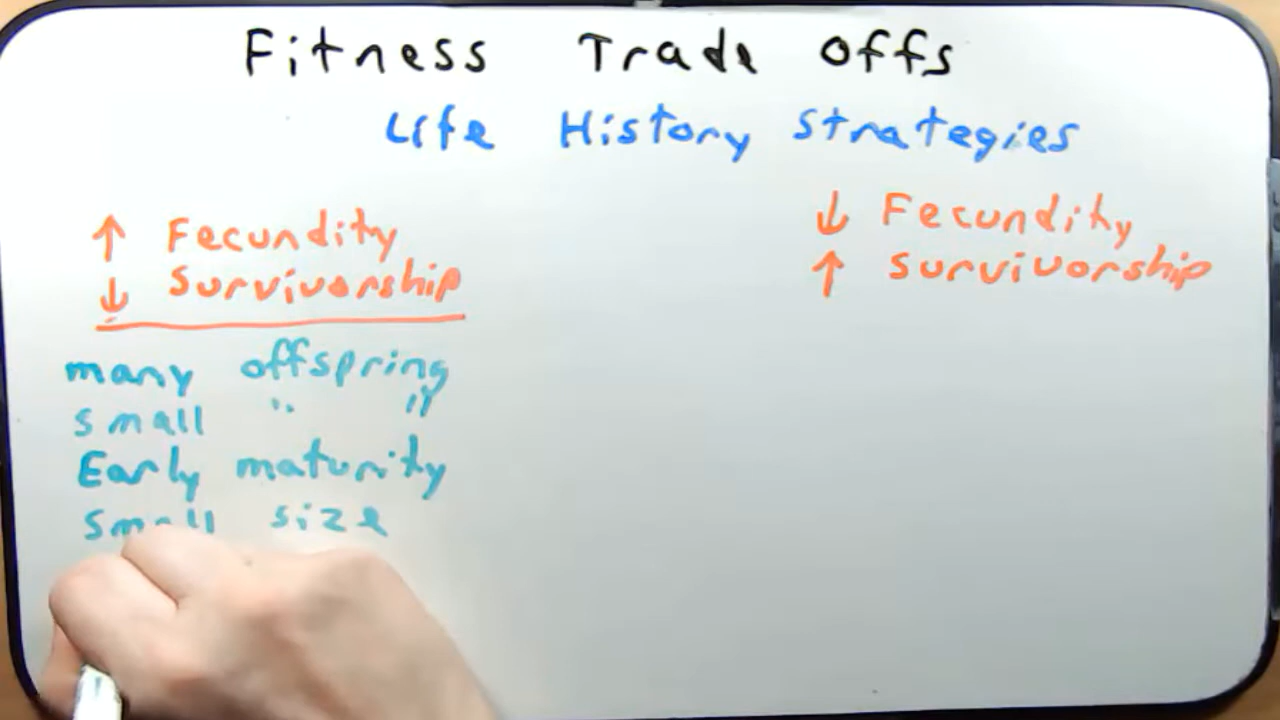 Fitness Trade Offs
Life History Strategies
↑ Fecundity
↓ Survivorship
many offspring
small " "
Early maturity
Small size
↓ Fecundity
↑ Survivorship